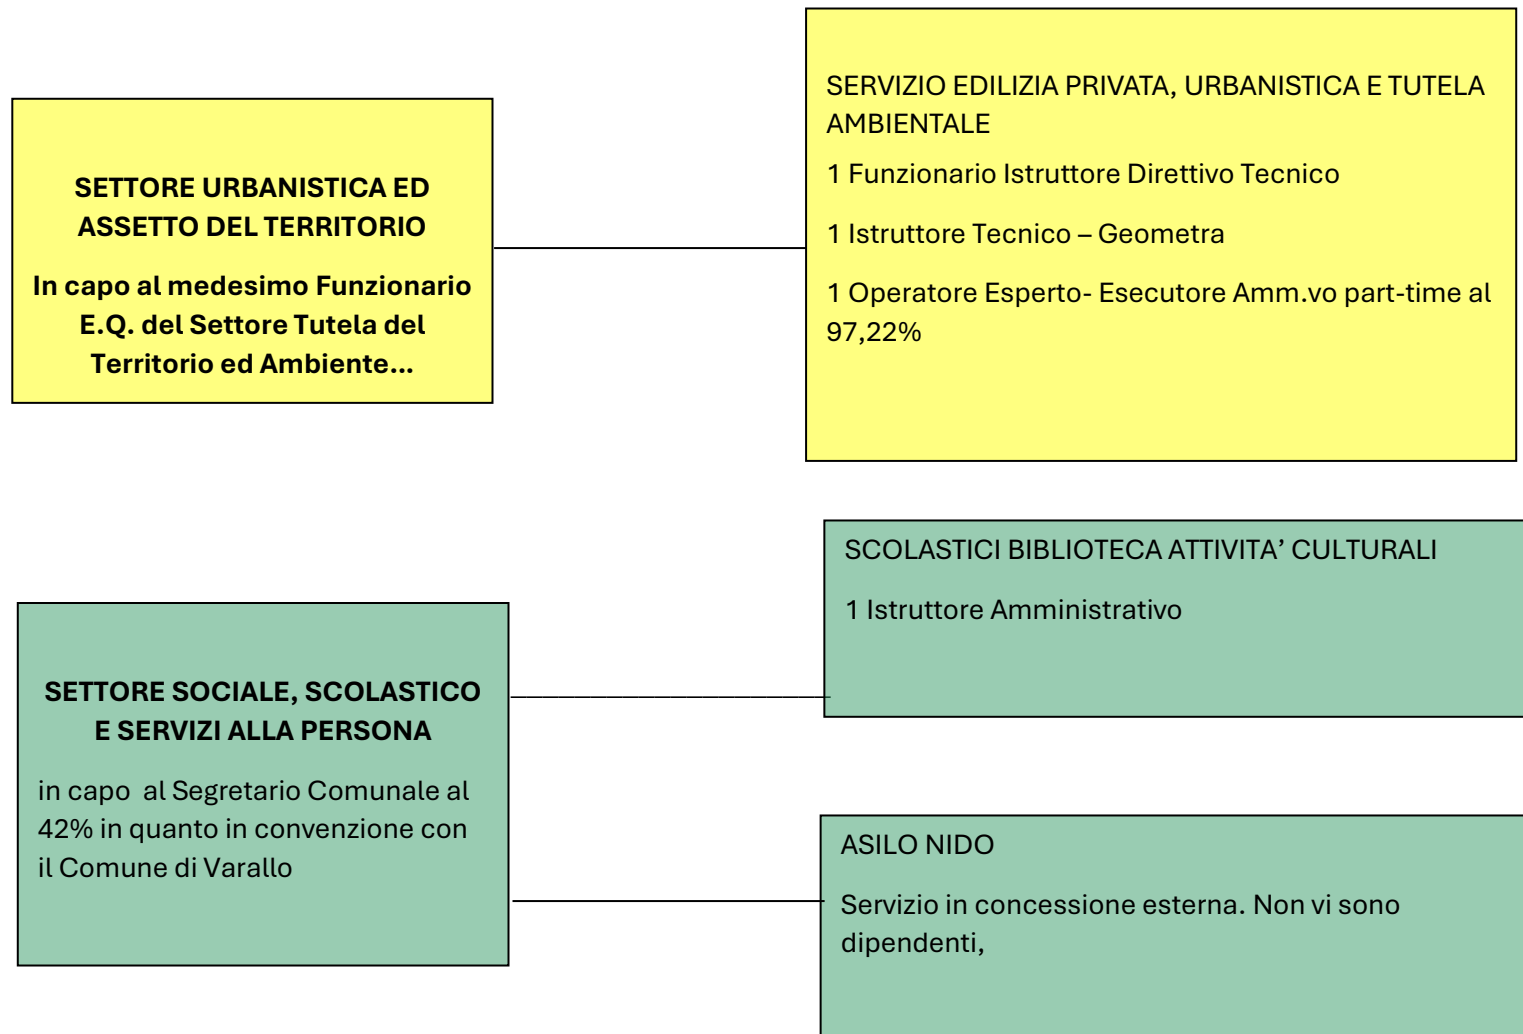 SETTORE URBANISTICA ED
ASSETTO DEL TERRITORIO
In capo al medesimo Funzionario
E.Q. del Settore Tutela del
Territorio ed Ambiente...
SERVIZIO EDILIZIA PRIVATA, URBANISTICA E TUTELA
AMBIENTALE
1 Funzionario Istruttore Direttivo Tecnico
1 Istruttore Tecnico – Geometra
1 Operatore Esperto- Esecutore Amm.vo part-time al
97,22%
SETTORE SOCIALE, SCOLASTICO
E SERVIZI ALLA PERSONA
in capo  al Segretario Comunale al
42% in quanto in convenzione con
il Comune di Varallo
SCOLASTICI BIBLIOTECA ATTIVITA’ CULTURALI
1 Istruttore Amministrativo
ASILO NIDO
Servizio in concessione esterna. Non vi sono
dipendenti,